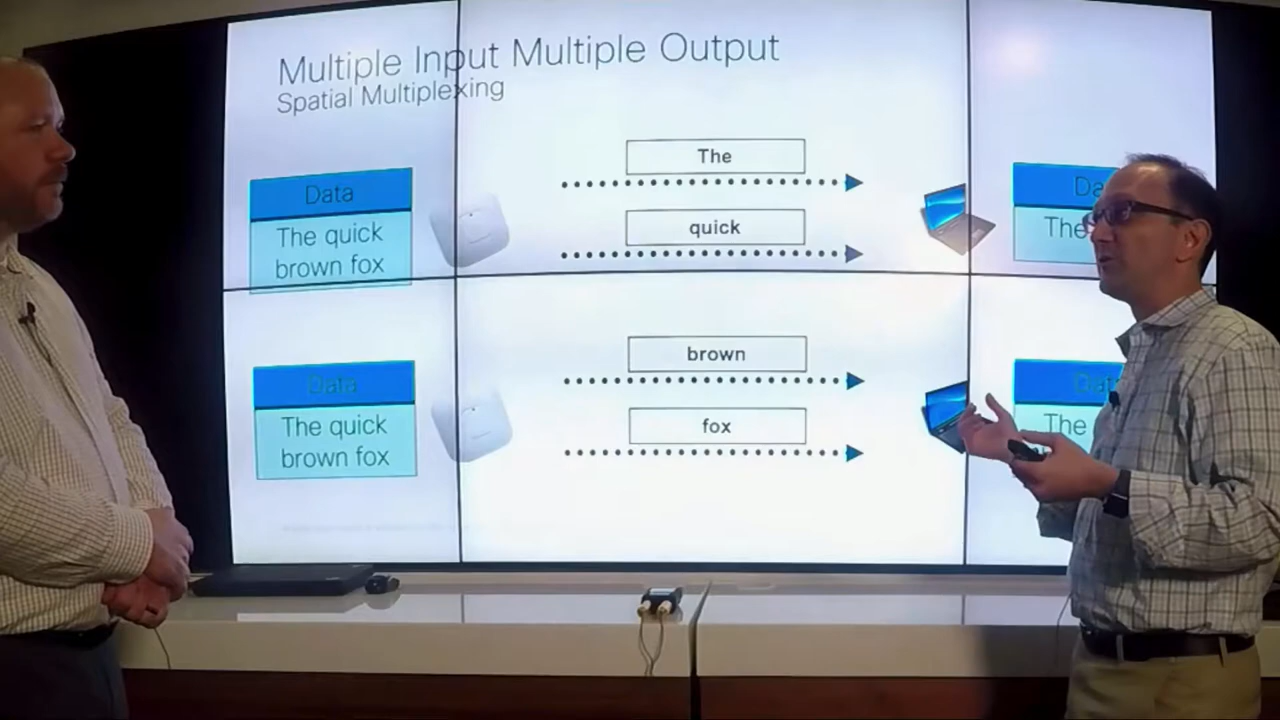 Multiple Input Multiple Output
Spatial Multiplexing
Data
The quick
brown fox
The
quick
The
Data
The quick
brown fox
brown
fox
The